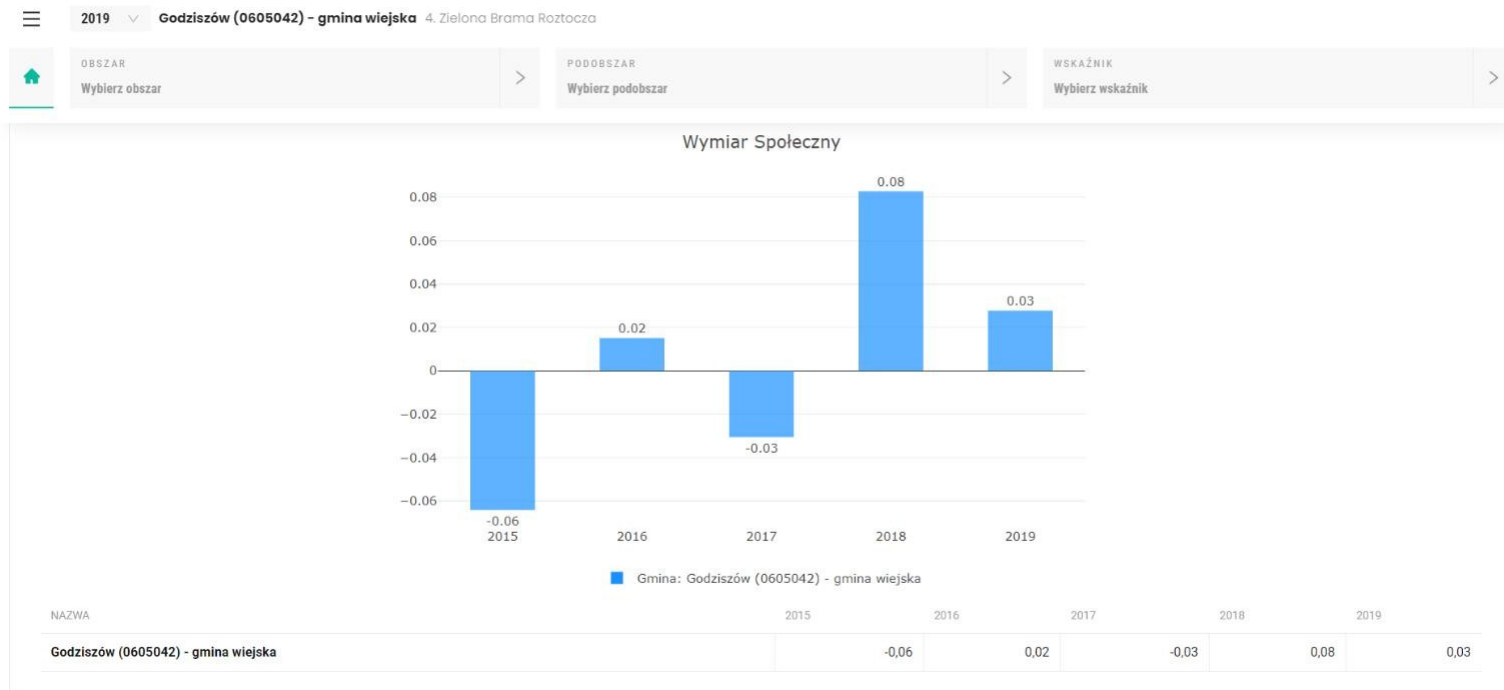 2019 Godziszów (0605042) - gmina wiejska 4. Zielona Brama Roztocza
OBSZAR
Wybierz obszar
PODOBSZAR
Wybierz podobszar
WSKAŹNIK
Wybierz wskaźnik
Wymiar Społeczny
0.08
0.08
0.06
0.04
0.03
0.02
0.02
0
−0.02
-0.03
−0.04
−0.06
-0.06
2015 2016 2017 2018 2019
Gmina: Godziszów (0605042) - gmina wiejska
NAZWA 2015 2016 2017 2018 2019
Godziszów (0605042) - gmina wiejska -0,06 0,02 -0,03 0,08 0,03